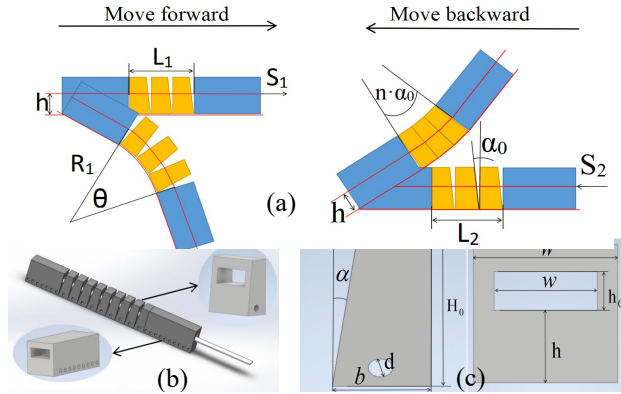 Move forward
Move backward
L₁
S₁
h
R₁
θ
(a)
n·α₀
α₀
S₂
h
L₂
(b)
α
H₀
d
b
(c)
w
w
h₀
h